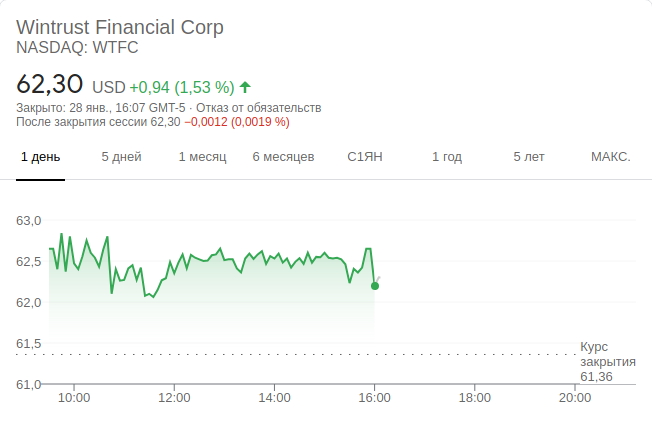 Wintrust Financial Corp
NASDAQ: WTFC
62,30 USD +0,94 (1,53 %)
Закрыто: 28 янв., 16:07 GMT-5 · Отказ от обязательств
После закрытия сессии 62,30 −0,0012 (0,0019 %)
1 день 5 дней 1 месяц 6 месяцев С1ЯН 1 год 5 лет МАКС.
63,0
62,5
62,0
61,5
61,0
Курс
закрытия
61,36
10:00 12:00 14:00 16:00 18:00 20:00